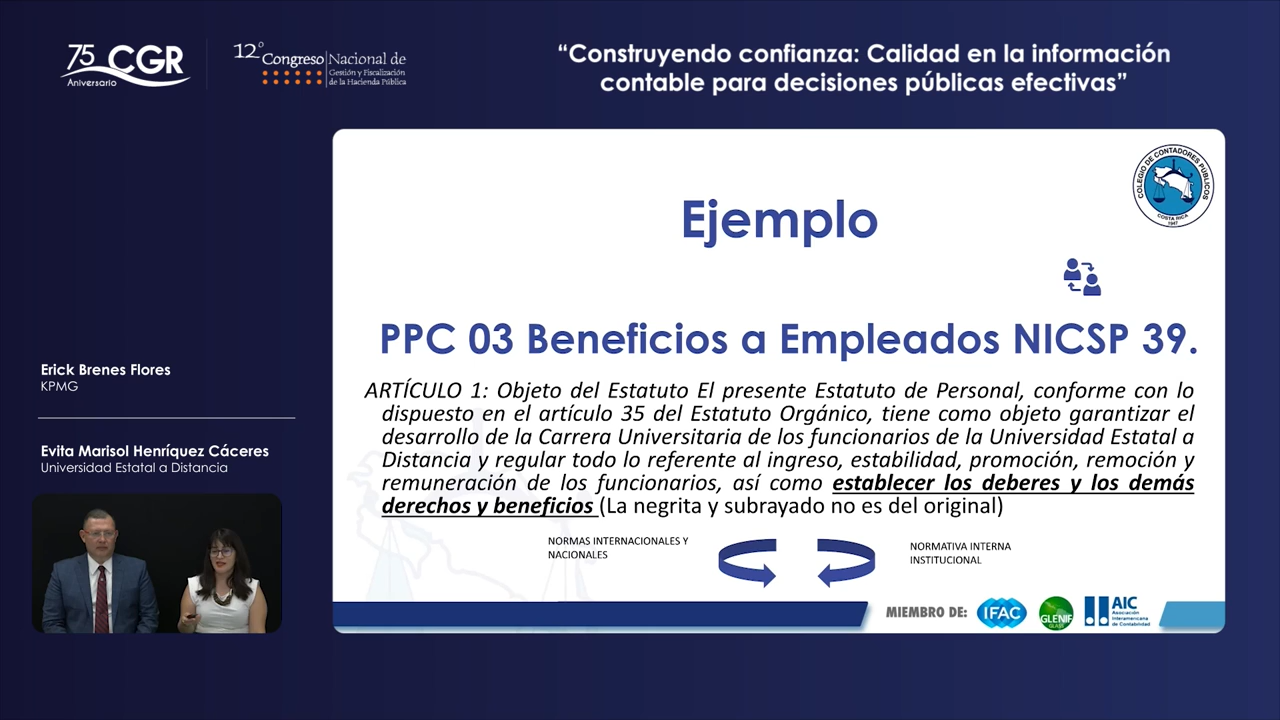 75 CGR
Aniversario
12° Congreso Nacional de
Gestión y Fiscalización
de la Hacienda Pública
“Construyendo confianza: Calidad en la información
contable para decisiones públicas efectivas”
COLEGIO DE CONTADORES PÚBLICOS
COSTA RICA
1947
Ejemplo
PPC 03 Beneficios a Empleados NICSP 39.
ARTÍCULO 1: Objeto del Estatuto El presente Estatuto de Personal, conforme con lo
dispuesto en el artículo 35 del Estatuto Orgánico, tiene como objeto garantizar el
desarrollo de la Carrera Universitaria de los funcionarios de la Universidad Estatal a
Distancia y regular todo lo referente al ingreso, estabilidad, promoción, remoción y
remuneración de los funcionarios, así como establecer los deberes y los demás
derechos y beneficios (La negrita y subrayado no es del original)
NORMAS INTERNACIONALES Y
NACIONALES
NORMATIVA INTERNA
INSTITUCIONAL
MIEMBRO DE:
IFAC
GLENIF
GLASS
AIC
Asociación
Interamericana
de Contabilidad
Erick Brenes Flores
KPMG
Evita Marisol Henríquez Cáceres
Universidad Estatal a Distancia